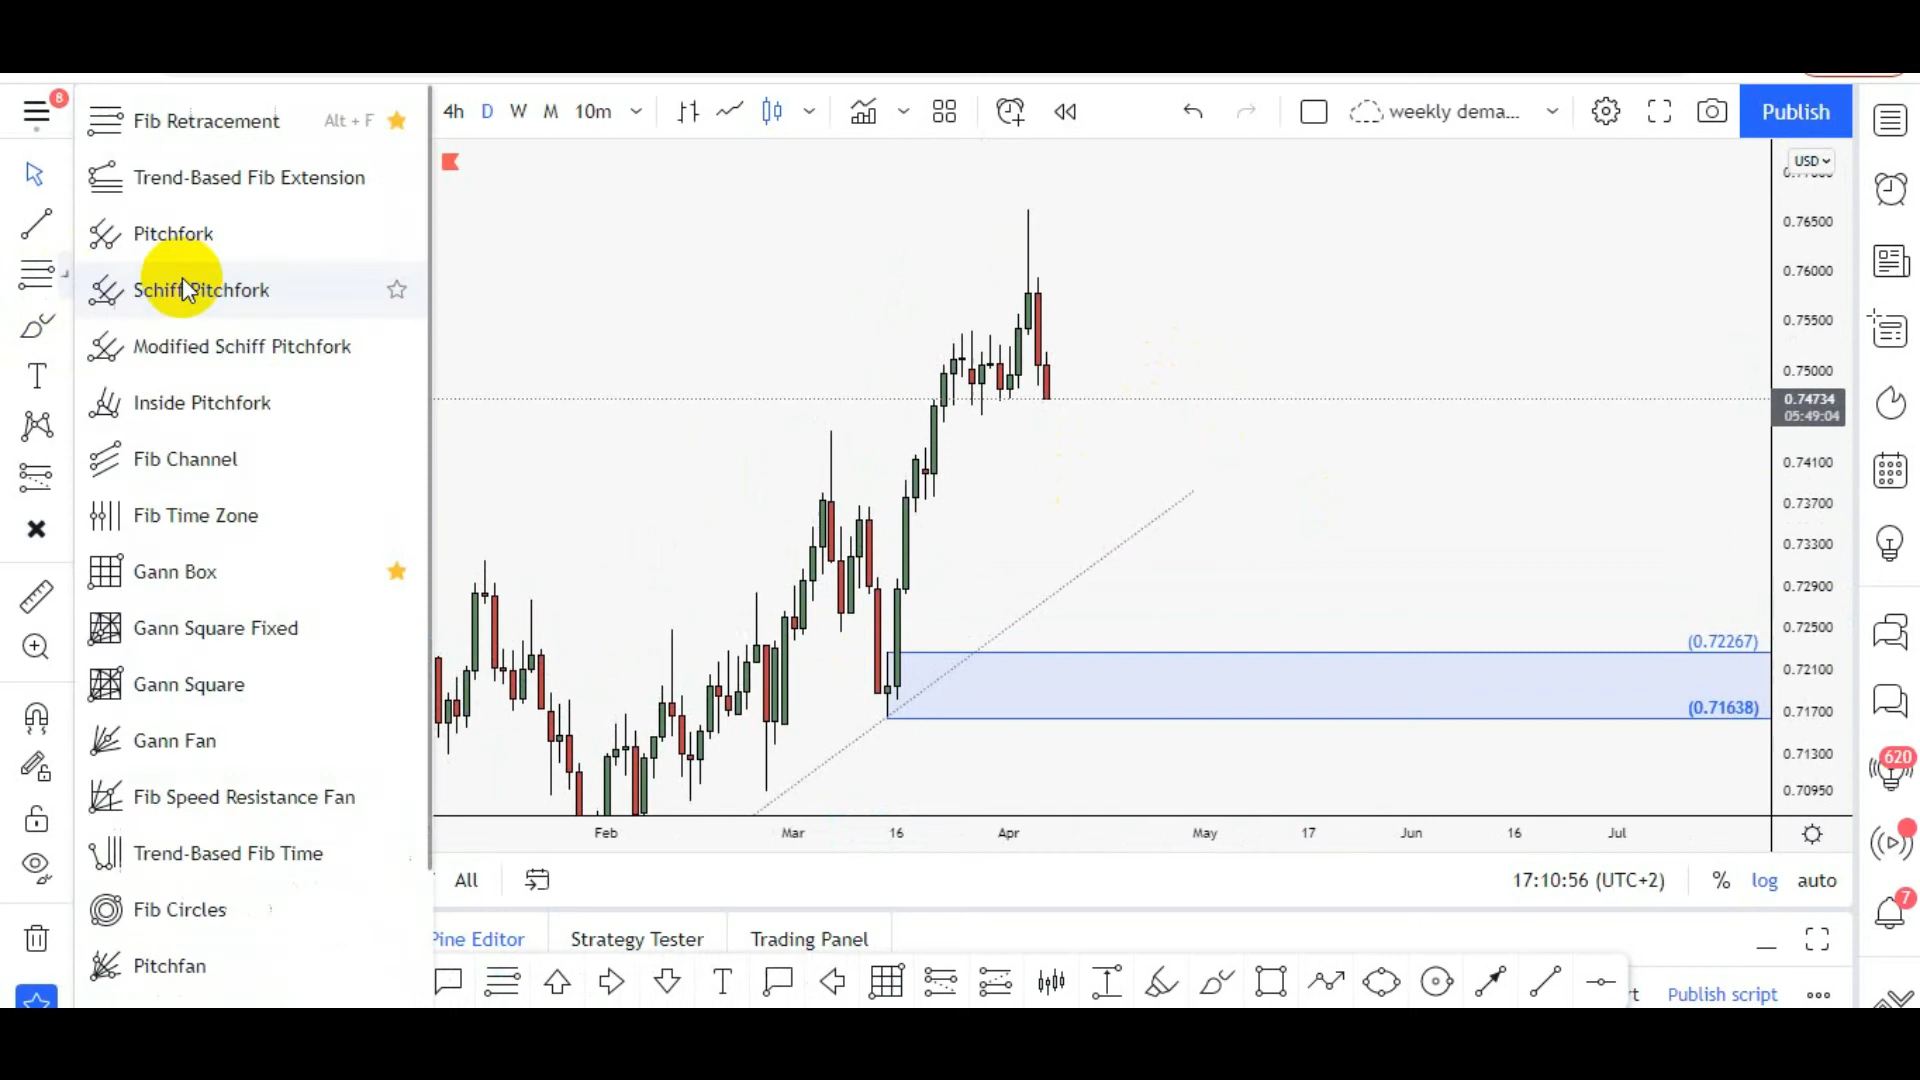 8
Fib Retracement Alt + F
Trend-Based Fib Extension
Pitchfork
Schiff Pitchfork
Modified Schiff Pitchfork
Inside Pitchfork
Fib Channel
Fib Time Zone
Gann Box
Gann Square Fixed
Gann Square
Gann Fan
Fib Speed Resistance Fan
Trend-Based Fib Time
Fib Circles
Pitchfan
4h D W M 10m
weekly dema...
Publish
USD
0.76500
0.76000
0.75500
0.75000
0.74734
05:49:04
0.74100
0.73700
0.73300
0.72900
0.72500
0.72100
0.71700
0.71300
0.70950
(0.72267)
(0.71638)
Feb Mar 16 Apr May 17 Jun 16 Jul
All
17:10:56 (UTC+2) % log auto
Pine Editor Strategy Tester Trading Panel
T
T
Publish script
620
7